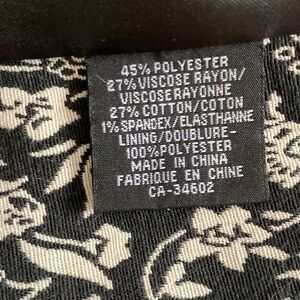 45% POLYESTER
27% VISCOSE RAYON/
VISCOSE RAYONNE
27% COTTON/COTON
1% SPANDEX/ELASTHANNE
LINING/DOUBLURE-
100% POLYESTER
MADE IN CHINA
FABRIQUE EN CHINE
CA-34602